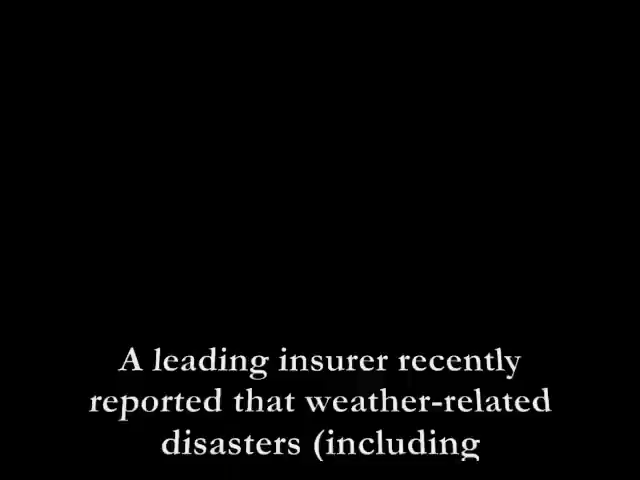 A leading insurer recently
reported that weather-related
disasters (including